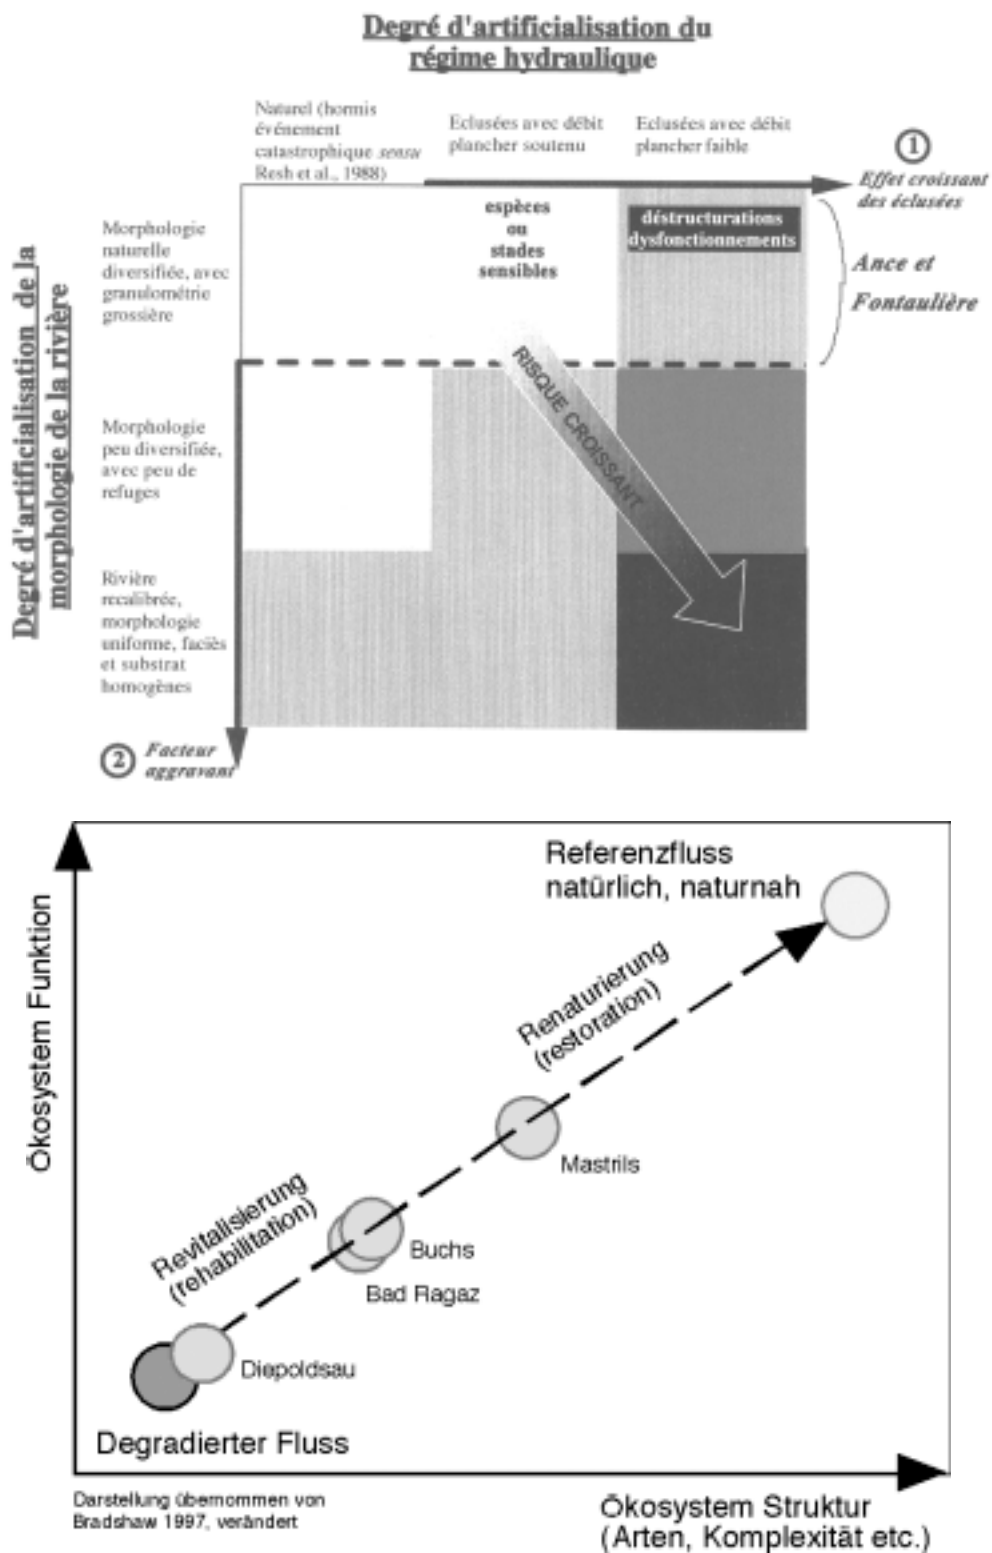 Degré d'artificialisation du
régime hydraulique
Naturel (hormis
événement
catastrophique sensu
Resh et al., 1988)
Eclusées avec débit
plancher soutenu
Eclusées avec débit
plancher faible
1
Effet croissant
des éclusées
Degré d'artificialisation de la
morphologie de la rivière
Morphologie
naturelle
diversifiée, avec
granulométrie
grossière
espèces
ou
stades
sensibles
déstructurations
dysfonctionnements
Ance et
Fontaulière
RISQUE CROISSANT
Morphologie
peu diversifiée,
avec peu de
refuges
Rivière
recalibrée,
morphologie
uniforme, faciès
et substrat
homogènes
2
Facteur
aggravant
Ökosystem Funktion
Referenzfluss
natürlich, naturnah
Renaturierung
(restoration)
Mastrils
Revitalisierung
(rehabilitation)
Buchs
Bad Ragaz
Diepoldsau
Degradierter Fluss
Darstellung übernommen von
Bradshaw 1997, verändert
Ökosystem Struktur
(Arten, Komplexität etc.)